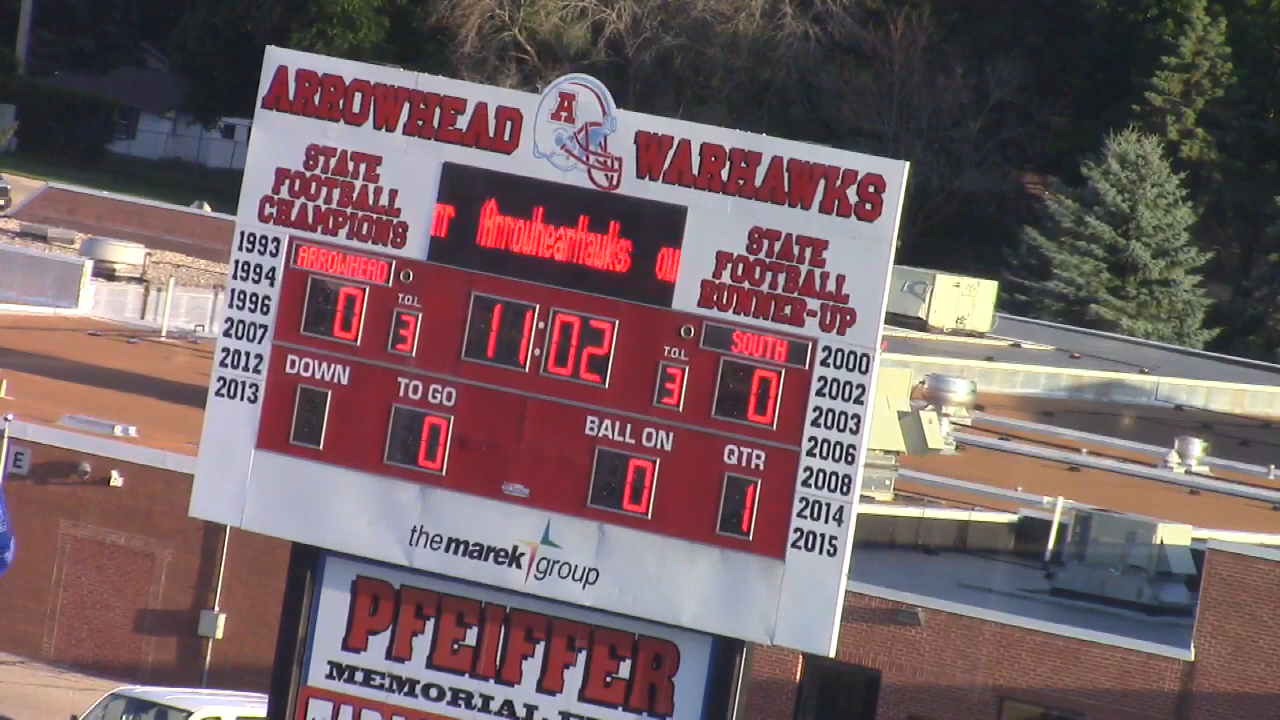 ARROWHEAD A WARHAWKS
STATE
FOOTBALL
CHAMPIONS
1993
1994
1996
2007
2012
2013
STATE
FOOTBALL
RUNNER-UP
2000
2002
2003
2006
2008
2014
2015
ARROWHEAD
0
T.O.L.
3
11:02
T.O.L.
3
SOUTH
0
DOWN
TO GO
0
BALL ON
0
QTR
1
the marek group
PFEIFFER
MEMORIAL
E